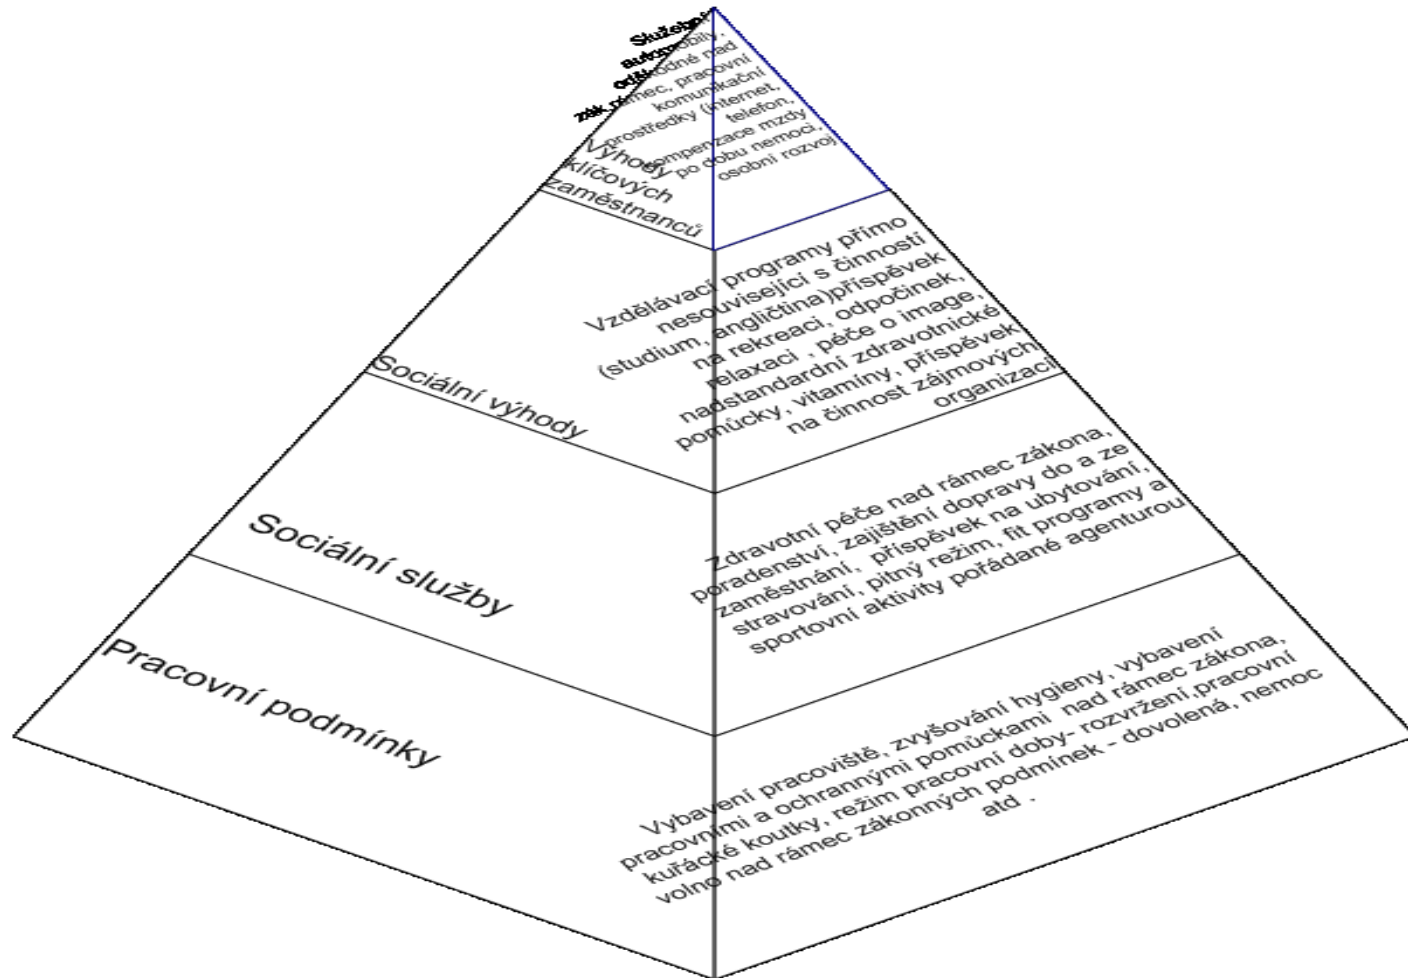 Služební
automobily,
nad
rámec, pracovní
komunikační
prostředky (internet,
telefon,
kompenzace mzdy
po dobu nemoci,
osobní rozvoj
Výhody
klíčových
zaměstnanců
Vzdělávací programy přímo
nesouvisející s činností
(studium, angličtina)příspěvek
na rekreaci, odpočinek,
relaxaci , péče o image,
nadstandardní zdravotnické
pomůcky, vitamíny, příspěvek
na činnost zájmových
organizací
Sociální výhody
Zdravotní péče nad rámec zákona,
poradenství, zajištění dopravy do a ze
zaměstnání, příspěvek na ubytování,
stravování, pitný režim, fit programy a
sportovní aktivity pořádané agenturou
Sociální služby
Pracovní podmínky
Vybavení pracoviště, zvyšování hygieny, vybavení
pracovními a ochrannými pomůckami nad rámec zákona,
kuřácké koutky, režim pracovní doby- rozvržení,pracovní
volno nad rámec zákonných podmínek - dovolená, nemoc
atd .